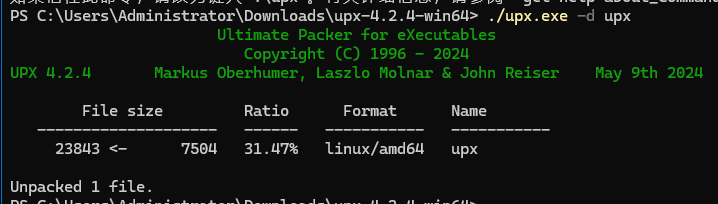 PS C:\Users\Administrator\Downloads\upx-4.2.4-win64> ./upx.exe -d upx
Ultimate Packer for eXecutables
Copyright (C) 1996 - 2024
UPX 4.2.4 Markus Oberhumer, Laszlo Molnar & John Reiser May 9th 2024
File size Ratio Format Name
-------------------- ------ ----------- -----------
23843 <- 7504 31.47% linux/amd64 upx
Unpacked 1 file.
PS C:\Users\Administrator\Downloads\upx-4.2.4-win64>